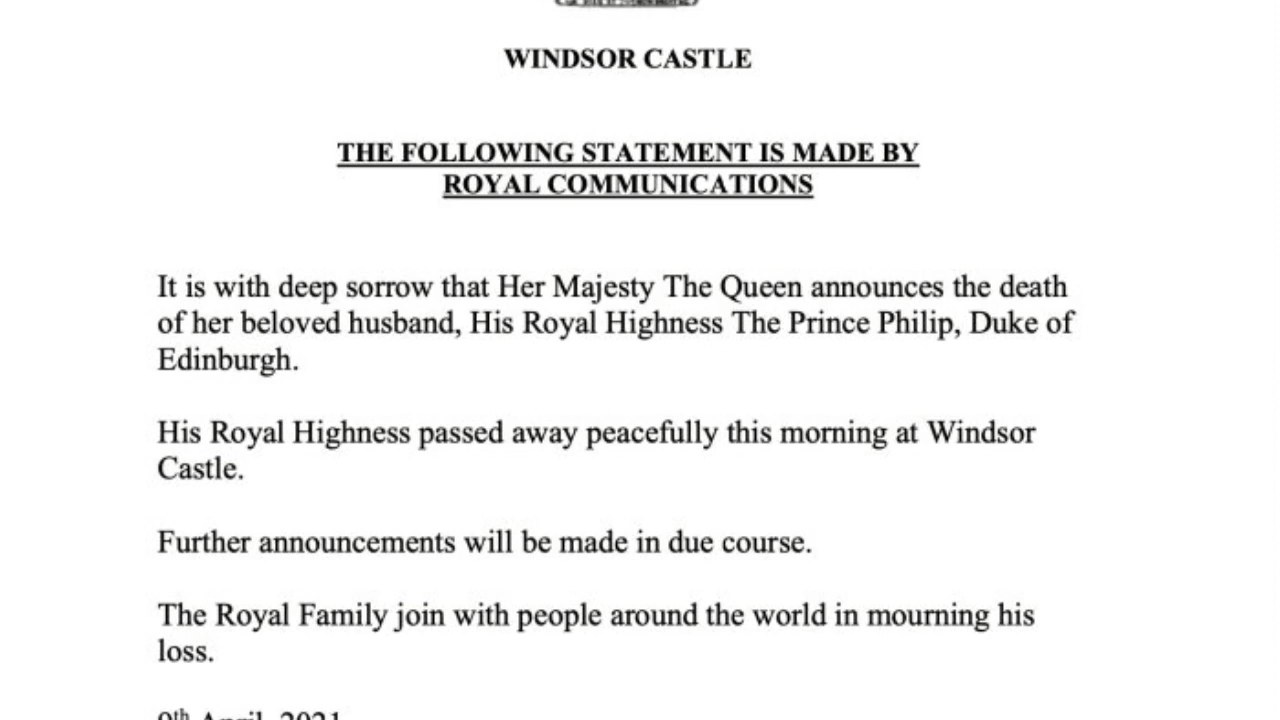 WINDSOR CASTLE
THE FOLLOWING STATEMENT IS MADE BY
ROYAL COMMUNICATIONS
It is with deep sorrow that Her Majesty The Queen announces the death
of her beloved husband, His Royal Highness The Prince Philip, Duke of
Edinburgh.
His Royal Highness passed away peacefully this morning at Windsor
Castle.
Further announcements will be made in due course.
The Royal Family join with people around the world in mourning his
loss.
9th April, 2021